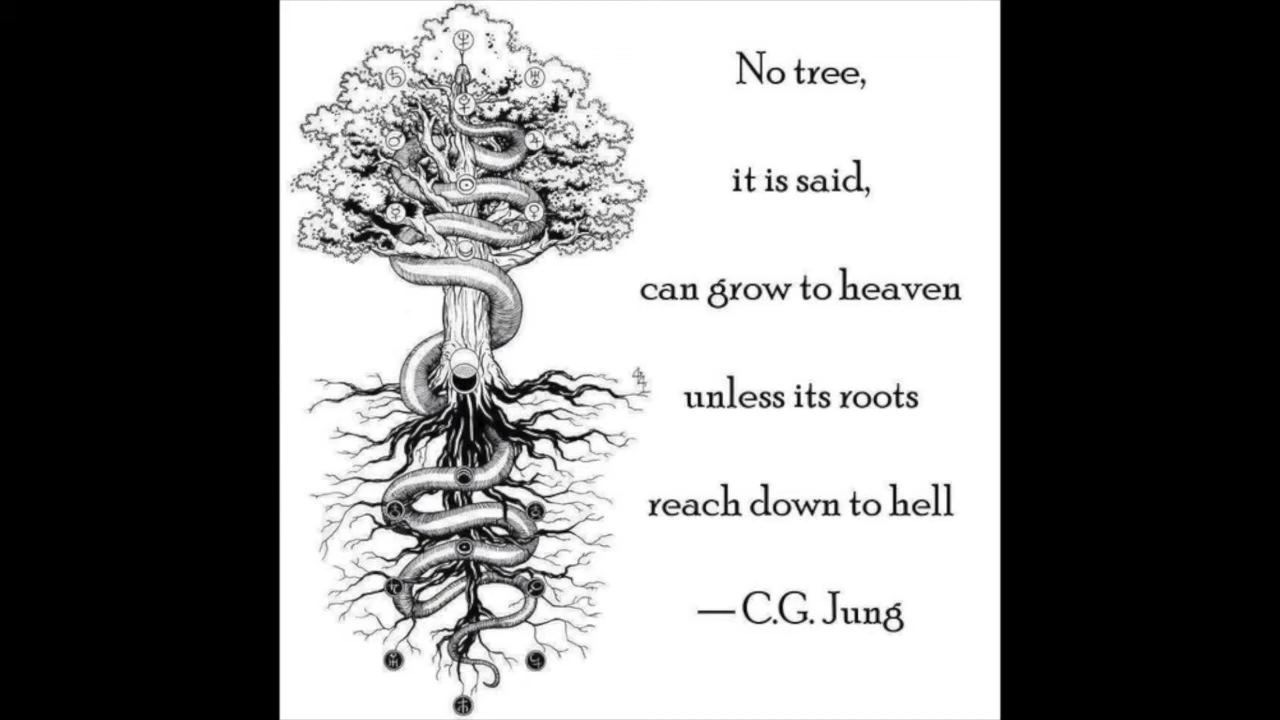 No tree,
it is said,
can grow to heaven
unless its roots
reach down to hell
— C.G. Jung